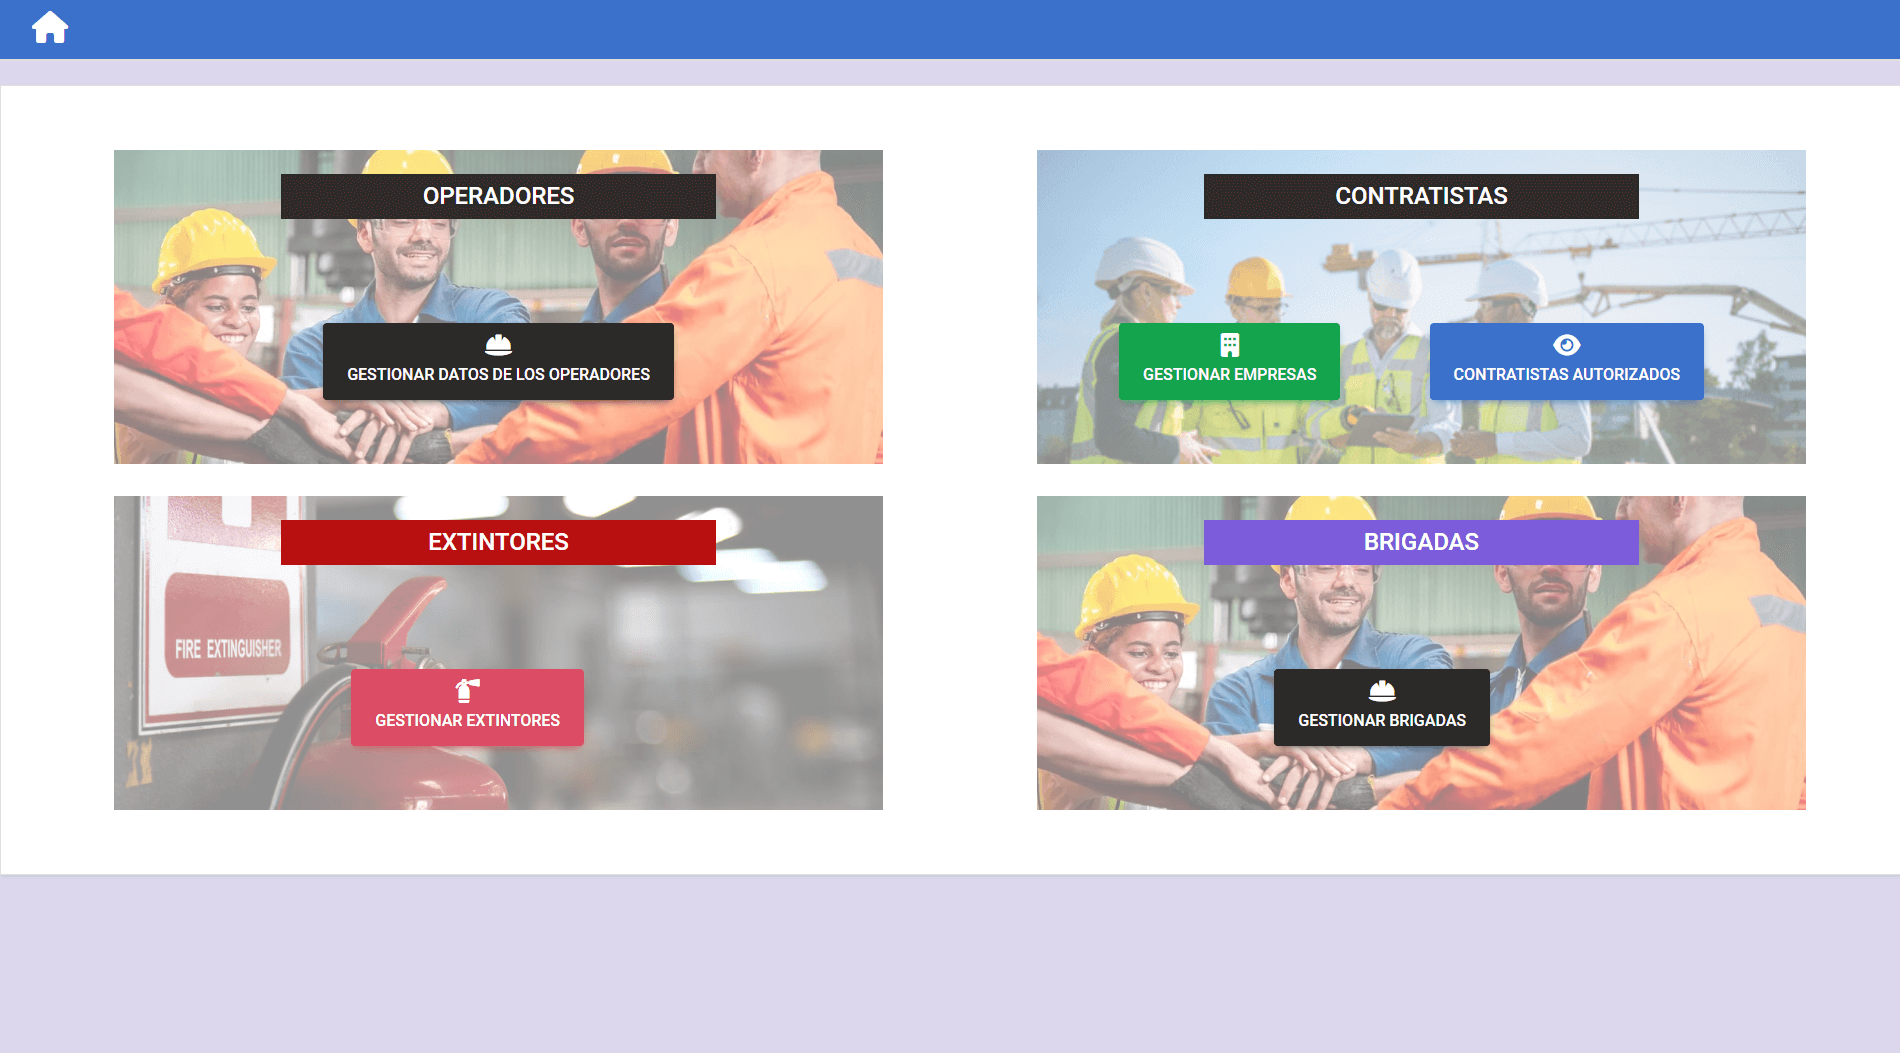 OPERADORES
GESTIONAR DATOS DE LOS OPERADORES
CONTRATISTAS
GESTIONAR EMPRESAS
CONTRATISTAS AUTORIZADOS
EXTINTORES
FIRE EXTINGUISHER
GESTIONAR EXTINTORES
BRIGADAS
GESTIONAR BRIGADAS